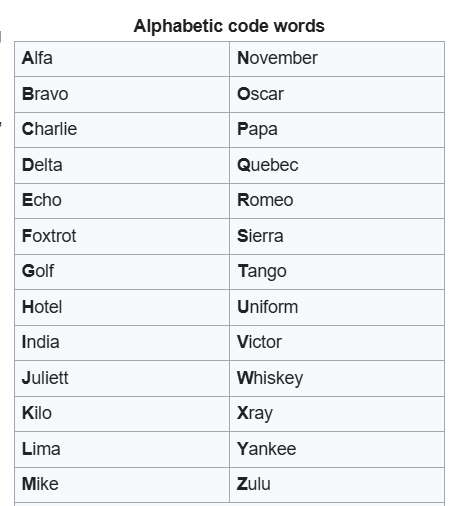 Alphabetic code words
Alfa November
Bravo Oscar
Charlie Papa
Delta Quebec
Echo Romeo
Foxtrot Sierra
Golf Tango
Hotel Uniform
India Victor
Juliett Whiskey
Kilo Xray
Lima Yankee
Mike Zulu